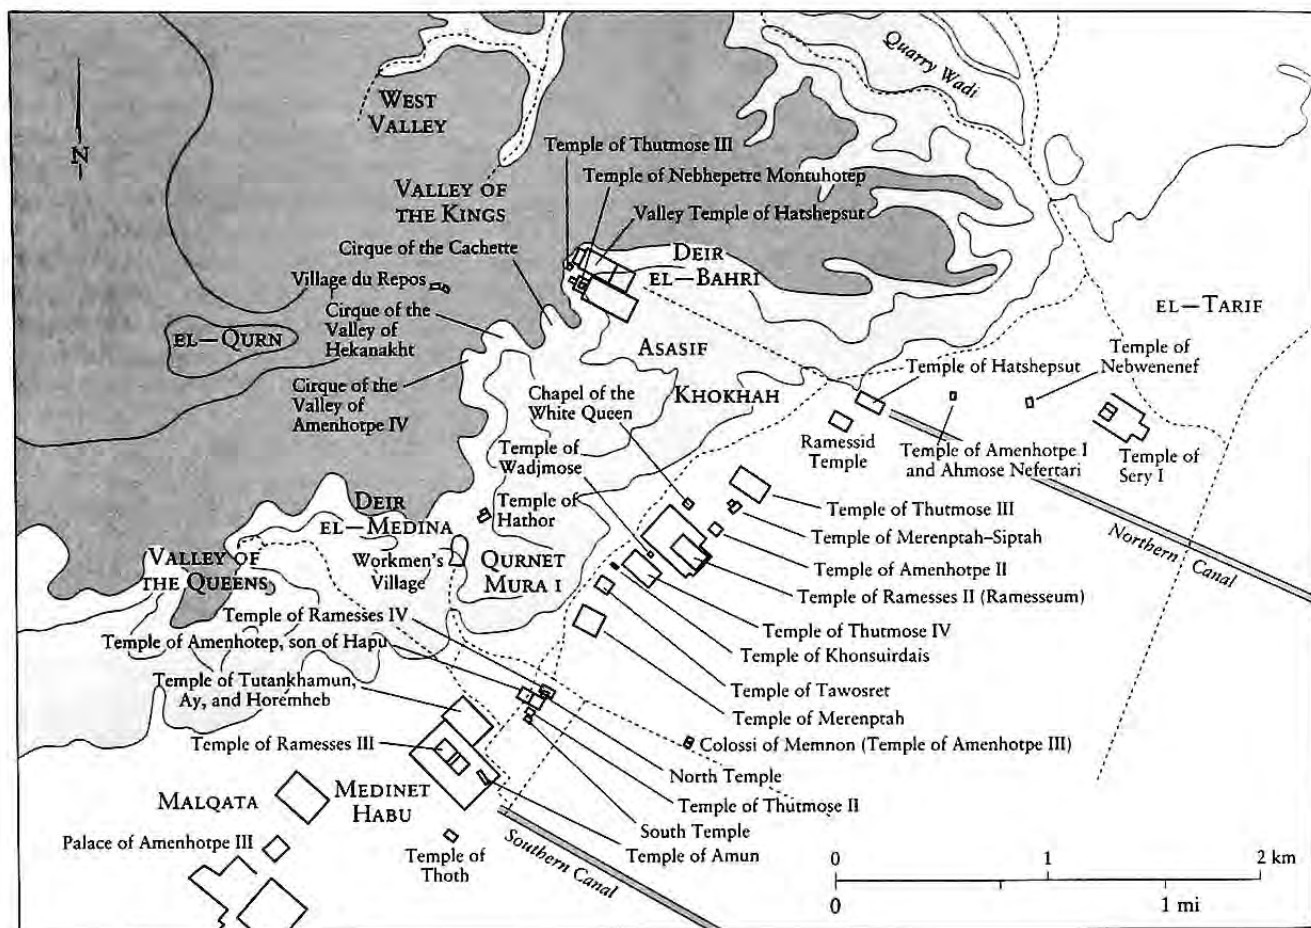 Quarry Wadi
WEST
VALLEY
N
Temple of Thutmose III
Temple of Nebhepetre Montuhotep
VALLEY OF
THE KINGS
Valley Temple of Hatshepsut
Cirque of the Cachette
DEIR
EL–BAHRI
Village du Repos
EL–TARIF
Cirque of the
Valley of
Hekanakht
EL–QURN
ASASIF
Temple of
Nebwenenef
Temple of Hatshepsut
Cirque of the
Valley of
Amenhotpe IV
Chapel of the
White Queen
KHOKHAH
Ramessid
Temple
Temple of Amenhotpe I
and Ahmose Nefertari
Temple of
Sery I
Temple of
Wadjmose
DEIR
EL–MEDINA
Temple of
Hathor
Temple of Thutmose III
Temple of Merenptah–Siptah
Northern Canal
VALLEY OF
THE QUEENS
Workmen's
Village
QURNET
MURA I
Temple of Amenhotpe II
Temple of Ramesses II (Ramesseum)
Temple of Ramesses IV
Temple of Thutmose IV
Temple of Amenhotep, son of Hapu
Temple of Khonsuirdais
Temple of Tutankhamun,
Ay, and Horemheb
Temple of Tawosret
Temple of Merenptah
Temple of Ramesses III
Colossi of Memnon (Temple of Amenhotpe III)
North Temple
MALQATA
MEDINET
HABU
Temple of Thutmose II
South Temple
Palace of Amenhotpe III
Temple of Amun
Temple of
Thoth
Southern Canal
0 1 2 km
0 1 mi